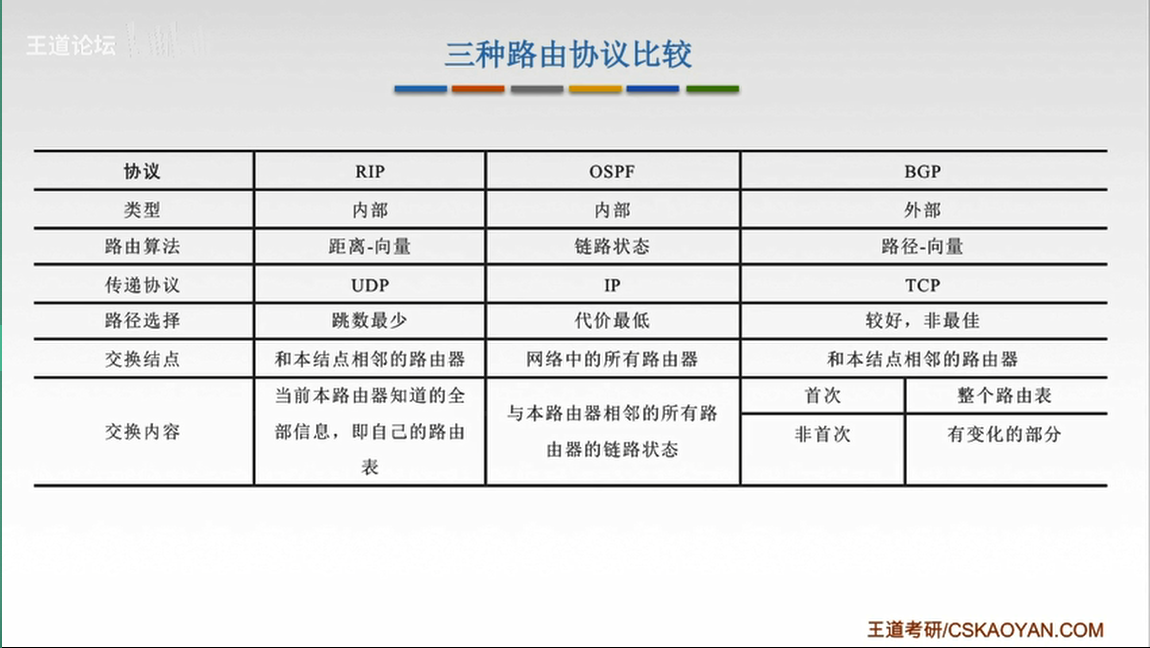 王道论坛
三种路由协议比较
协议 RIP OSPF BGP
类型 内部 内部 外部
路由算法 距离-向量 链路状态 路径-向量
传递协议 UDP IP TCP
路径选择 跳数最少 代价最低 较好，非最佳
交换结点 和本结点相邻的路由器 网络中的所有路由器 和本结点相邻的路由器
交换内容
当前本路由器知道的全
部信息，即自己的路由
表
与本路由器相邻的所有路
由器的链路状态
首次 整个路由表
非首次 有变化的部分
王道考研/CSKAOYAN.COM